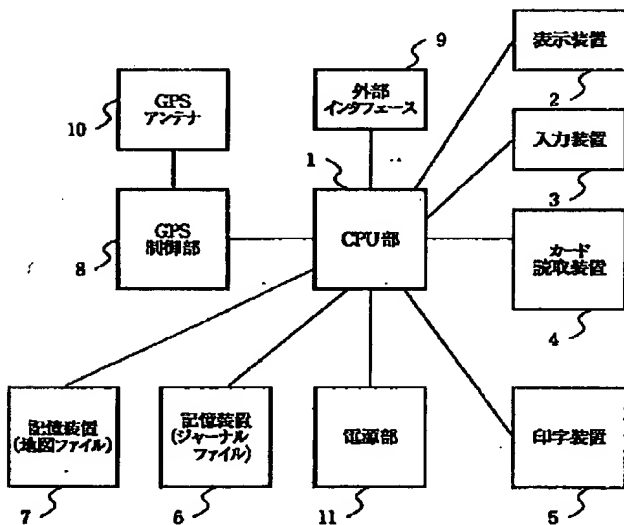 9
表示装置
GPS
アンテナ
外部
インタフェース
2
10
入力装置
1
3
GPS
制御部
CPU部
カード
読取装置
8
4
記憶装置
(地図ファイル)
記憶装置
(ジャーナル
ファイル)
電源部
印字装置
7
6
11
5